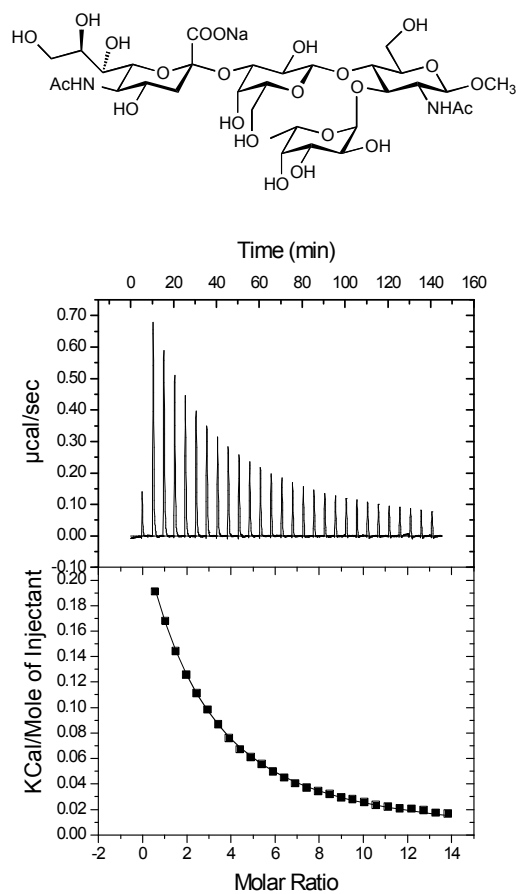 HO OH OH COONa OH HO
AcHN O O O O O OCH3
HO HO O O NHAc
HO O OH
HO HO
Time (min)
0 20 40 60 80 100 120 140 160
0.70
0.60
0.50
0.40
0.30
0.20
0.10
0.00
-0.10
µcal/sec
0.20
0.18
0.16
0.14
0.12
0.10
0.08
0.06
0.04
0.02
0.00
KCal/Mole of Injectant
-2 0 2 4 6 8 10 12 14
Molar Ratio